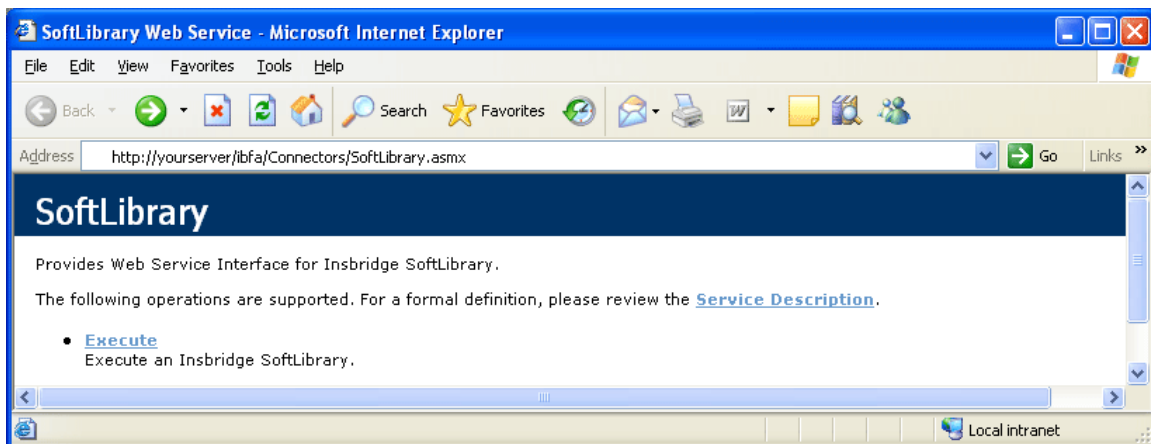 SoftLibrary Web Service - Microsoft Internet Explorer
File Edit View Favorites Tools Help
Back Search Favorites
Address http://yourserver/ibfa/Connectors/SoftLibrary.asmx Go Links »
SoftLibrary
Provides Web Service Interface for Insbridge SoftLibrary.
The following operations are supported. For a formal definition, please review the Service Description.
• Execute
Execute an Insbridge SoftLibrary.
Local intranet